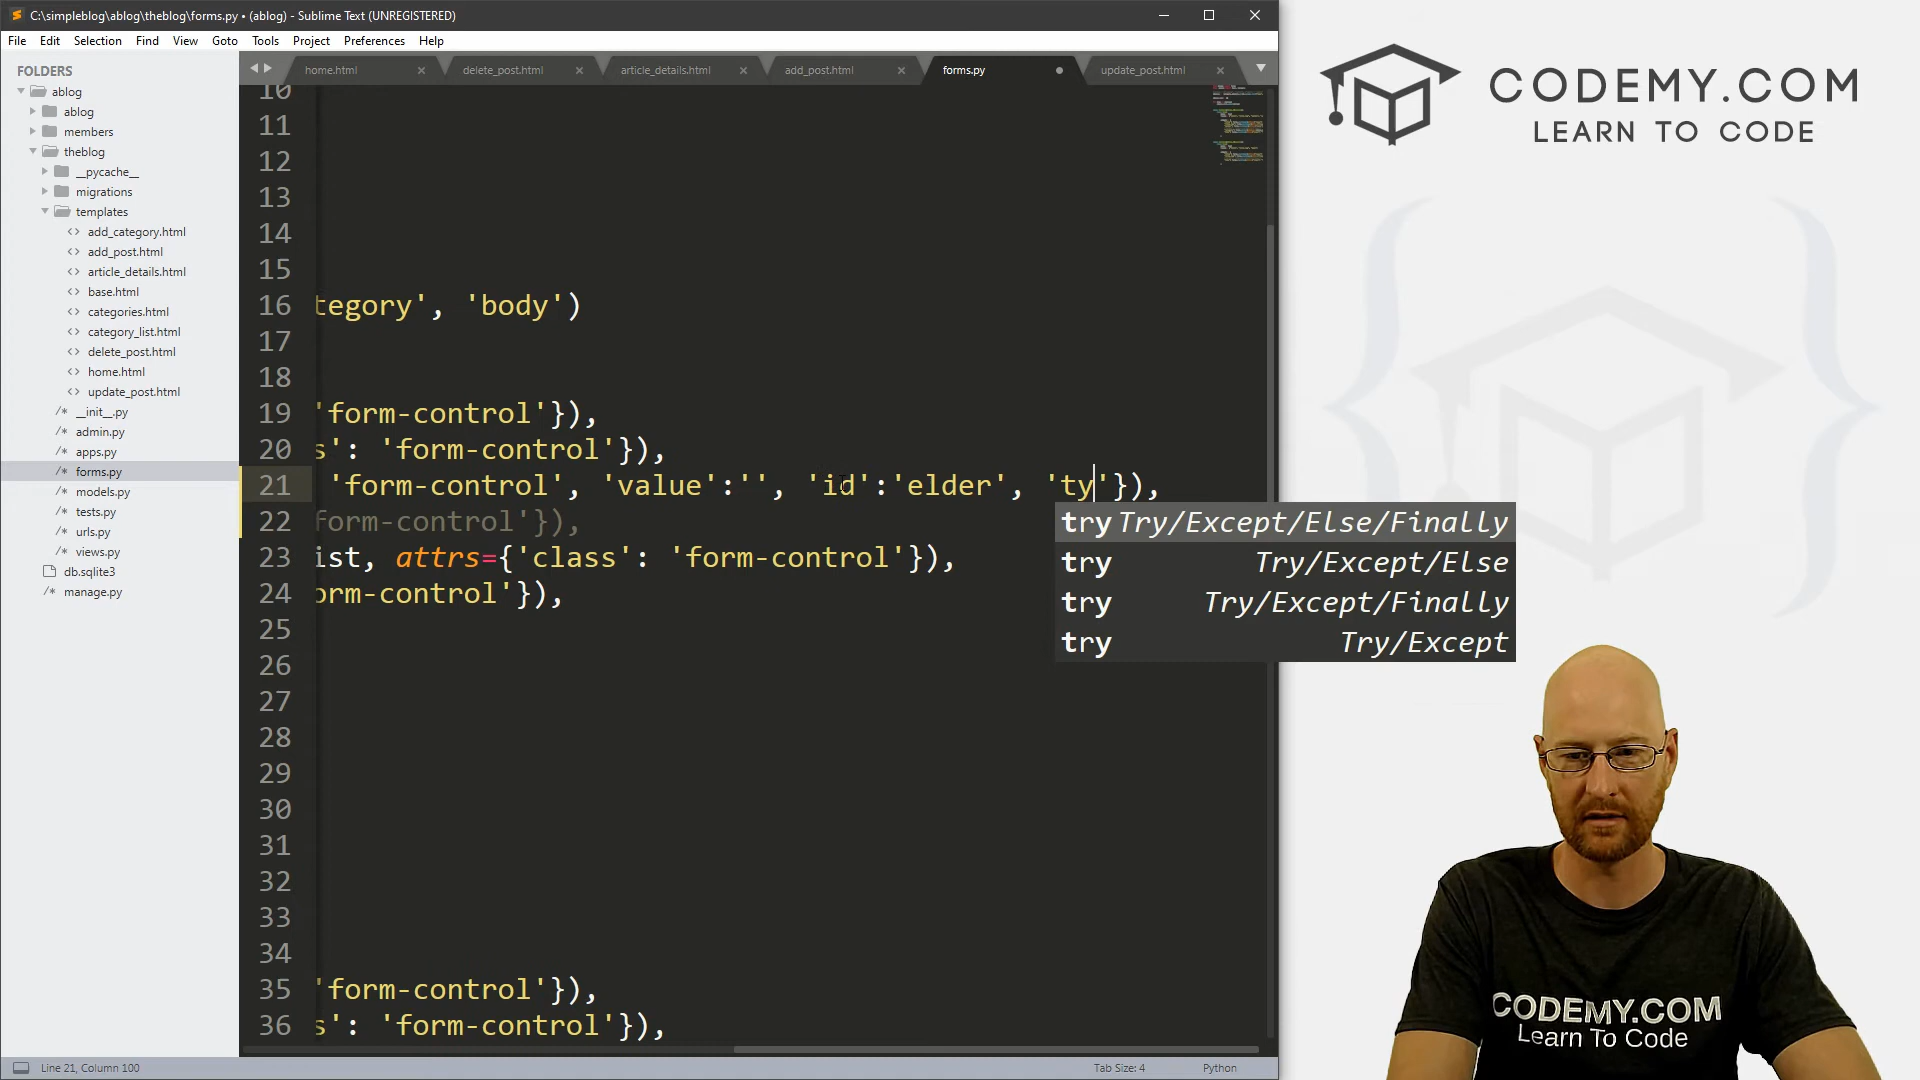 C:\simpleblog\ablog\theblog\forms.py • (ablog) - Sublime Text (UNREGISTERED)
File Edit Selection Find View Goto Tools Project Preferences Help
FOLDERS
ablog
ablog
members
theblog
__pycache__
migrations
templates
add_category.html
add_post.html
article_details.html
base.html
categories.html
category_list.html
delete_post.html
home.html
update_post.html
__init__.py
admin.py
apps.py
forms.py
models.py
tests.py
urls.py
views.py
db.sqlite3
manage.py
home.html delete_post.html article_details.html add_post.html forms.py update_post.html
10
11
12
13
14
15
16 tegory', 'body')
17
18
19 'form-control'}),
20 s': 'form-control'}),
21 'form-control', 'value':'', 'id':'elder', 'ty'}),
22 form-control'}),
23 ist, attrs={'class': 'form-control'}),
24 orm-control'}),
25
26
27
28
29
30
31
32
33
34
35 'form-control'}),
36 s': 'form-control'}),
try Try/Except/Else/Finally
try Try/Except/Else
try Try/Except/Finally
try Try/Except
Line 21, Column 100
Tab Size: 4
Python
CODEMY.COM
LEARN TO CODE
CODEMY.COM
Learn To Code